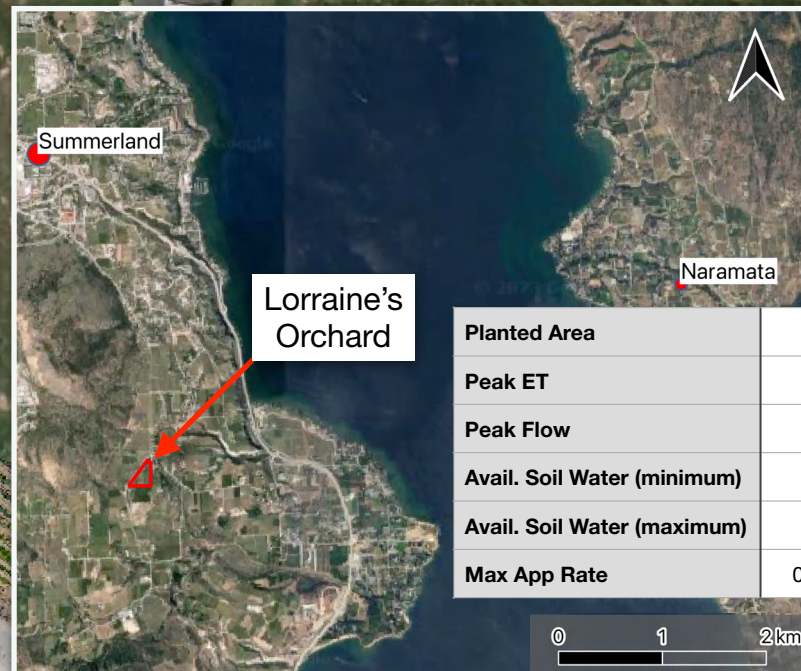 Summerland
Google
Naramata
Lorraine's
Orchard
Planted Area
Peak ET
Peak Flow
Avail. Soil Water (minimum)
Avail. Soil Water (maximum)
Max App Rate
0
0 1 2 km